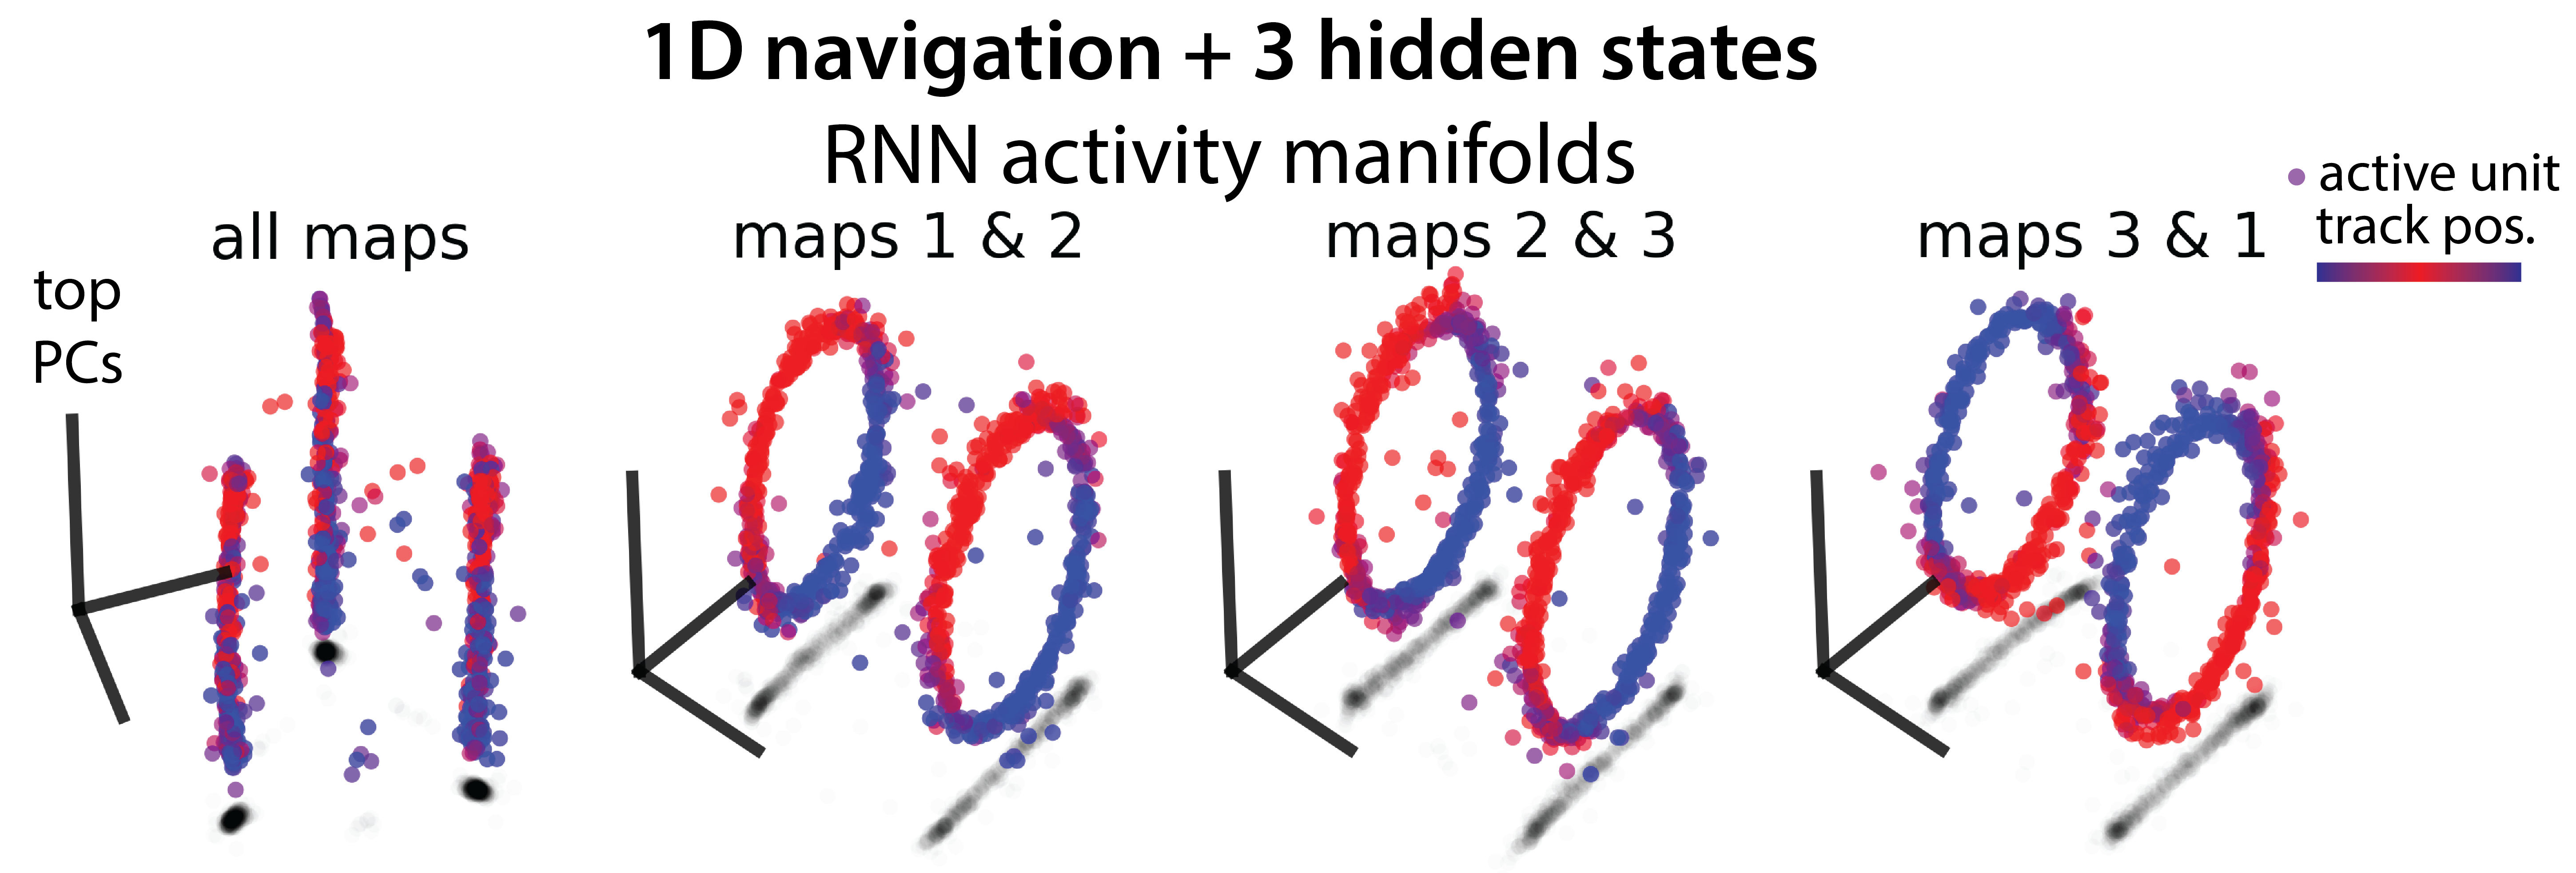 1D navigation + 3 hidden states
RNN activity manifolds
all maps
maps 1 & 2
maps 2 & 3
maps 3 & 1
active unit
track pos.
top
PCs